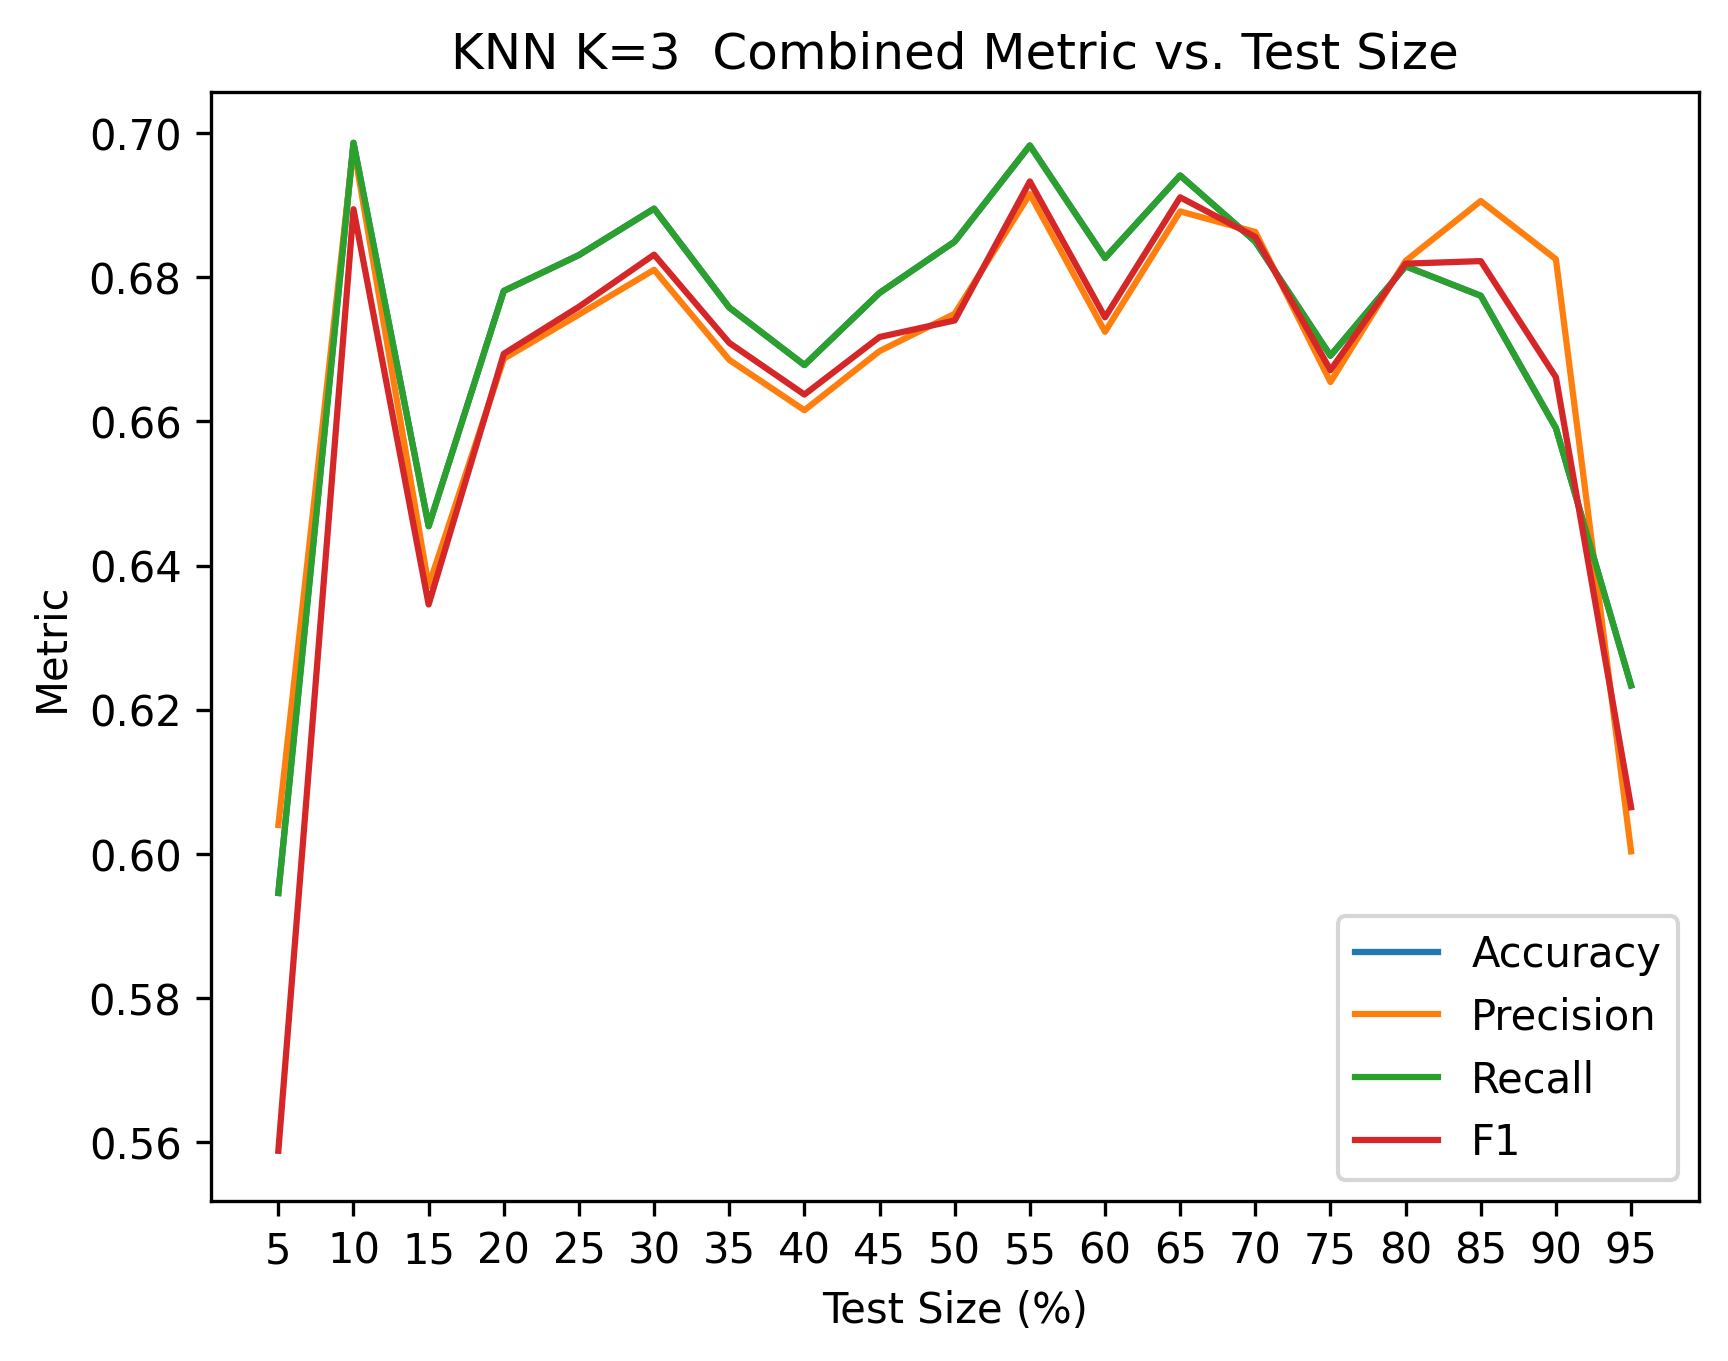 KNN K=3  Combined Metric vs. Test Size
0.70
0.68
0.66
0.64
0.62
0.60
0.58
0.56
Metric
Accuracy
Precision
Recall
F1
5 10 15 20 25 30 35 40 45 50 55 60 65 70 75 80 85 90 95
Test Size (%)